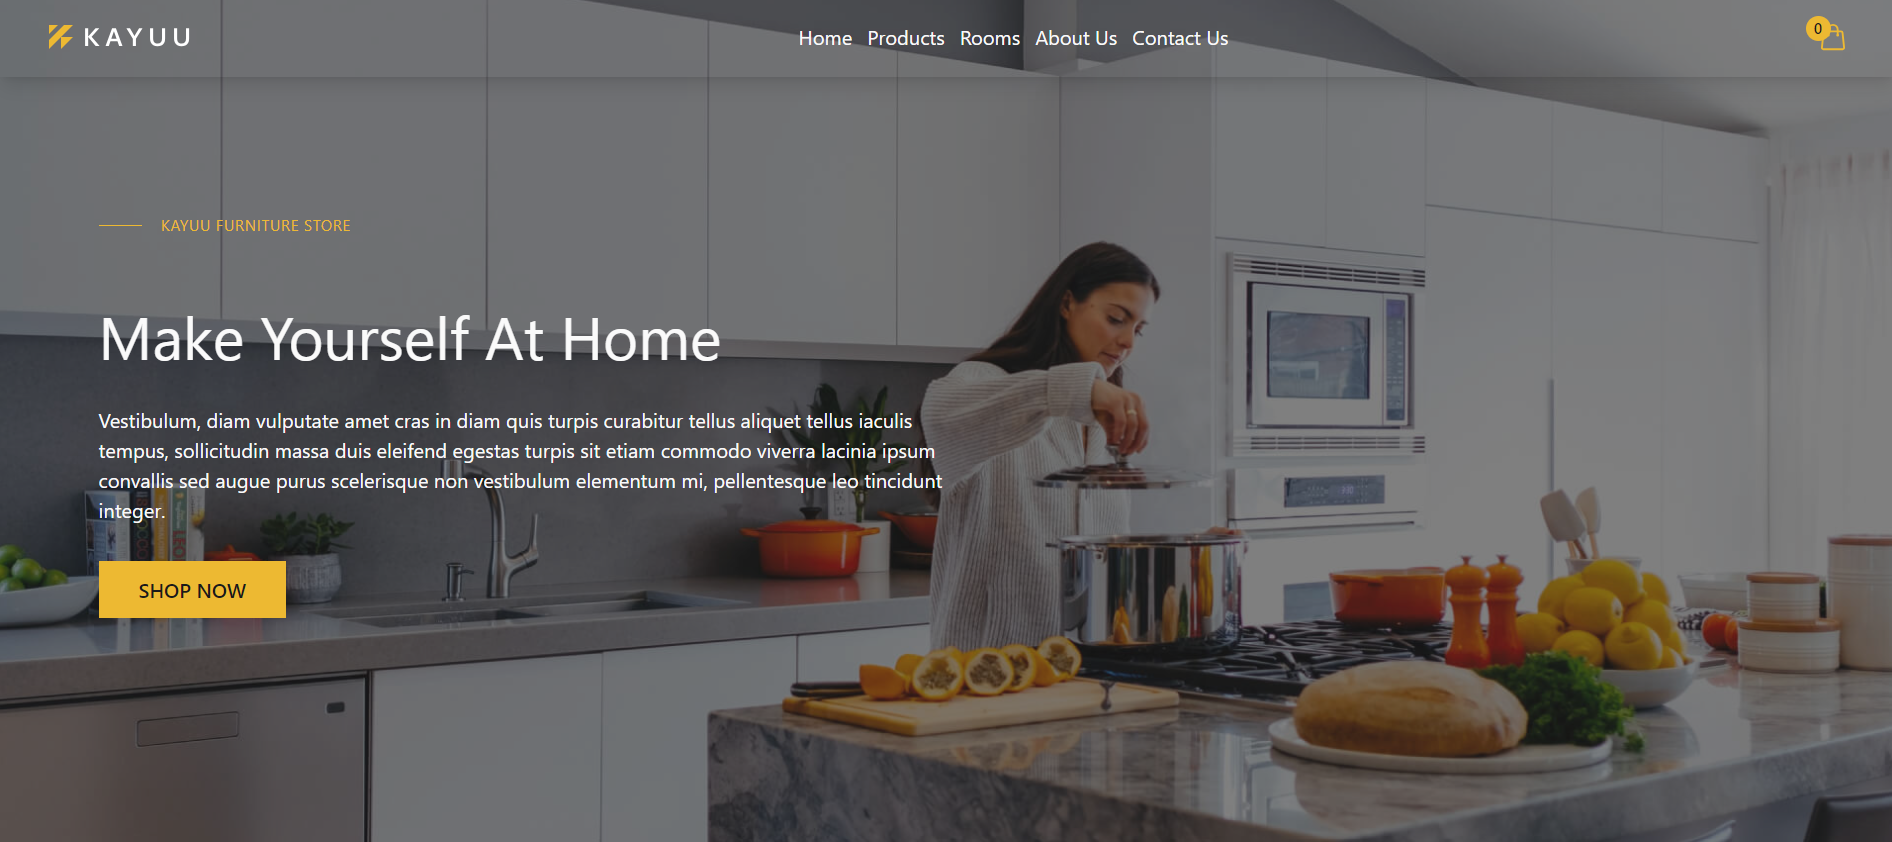 KAYUU
Home Products Rooms About Us Contact Us
0
KAYUU FURNITURE STORE
Make Yourself At Home
Vestibulum, diam vulputate amet cras in diam quis turpis curabitur tellus aliquet tellus iaculis
tempus, sollicitudin massa duis eleifend egestas turpis sit etiam commodo viverra lacinia ipsum
convallis sed augue purus scelerisque non vestibulum elementum mi, pellentesque leo tincidunt
integer.
SHOP NOW